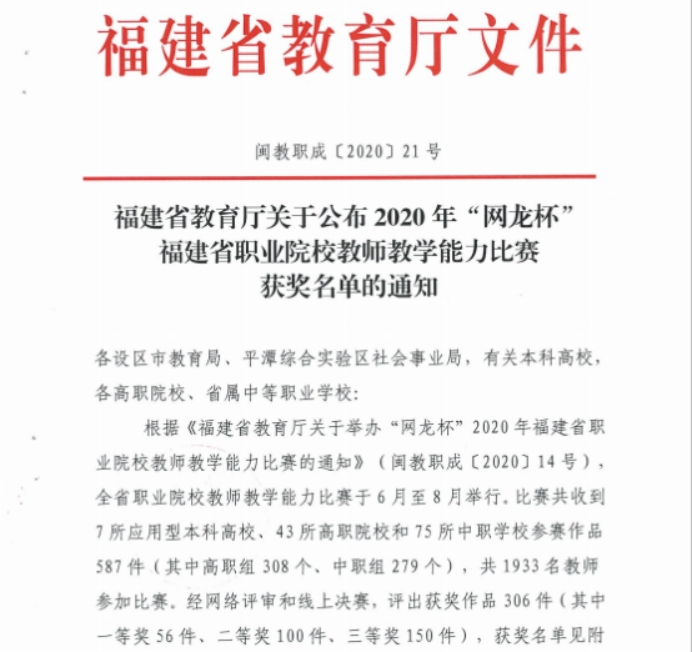 福建省教育厅文件
闽教职成〔2020〕21号
福建省教育厅关于公布 2020 年“网龙杯”
福建省职业院校教师教学能力比赛
获奖名单的通知
各设区市教育局、平潭综合实验区社会事业局，有关本科高校，
各高职院校、省属中等职业学校：
根据《福建省教育厅关于举办“网龙杯”2020年福建省职
业院校教师教学能力比赛的通知》（闽教职成〔2020〕14号），
全省职业院校教师教学能力比赛于6月至8月举行。比赛共收到
7所应用型本科高校、43所高职院校和75所中职学校参赛作品
587件（其中高职组308个、中职组279个），共1933名教师
参加比赛。经网络评审和线上决赛，评出获奖作品306件（其中
一等奖56件、二等奖100件、三等奖150件），获奖名单见附